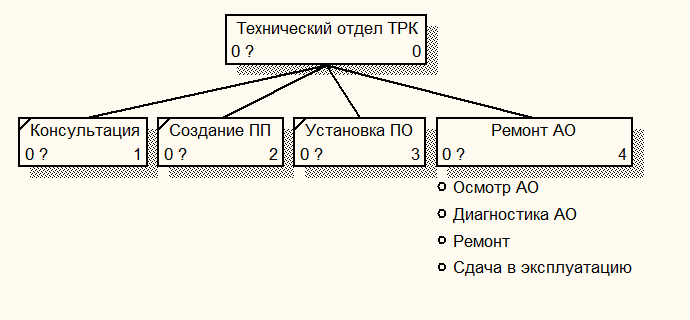 Технический отдел ТРК
0 ? 0
Консультация
0 ? 1
Создание ПП
0 ? 2
Установка ПО
0 ? 3
Ремонт АО
0 ? 4
Осмотр АО
Диагностика АО
Ремонт
Сдача в эксплуатацию